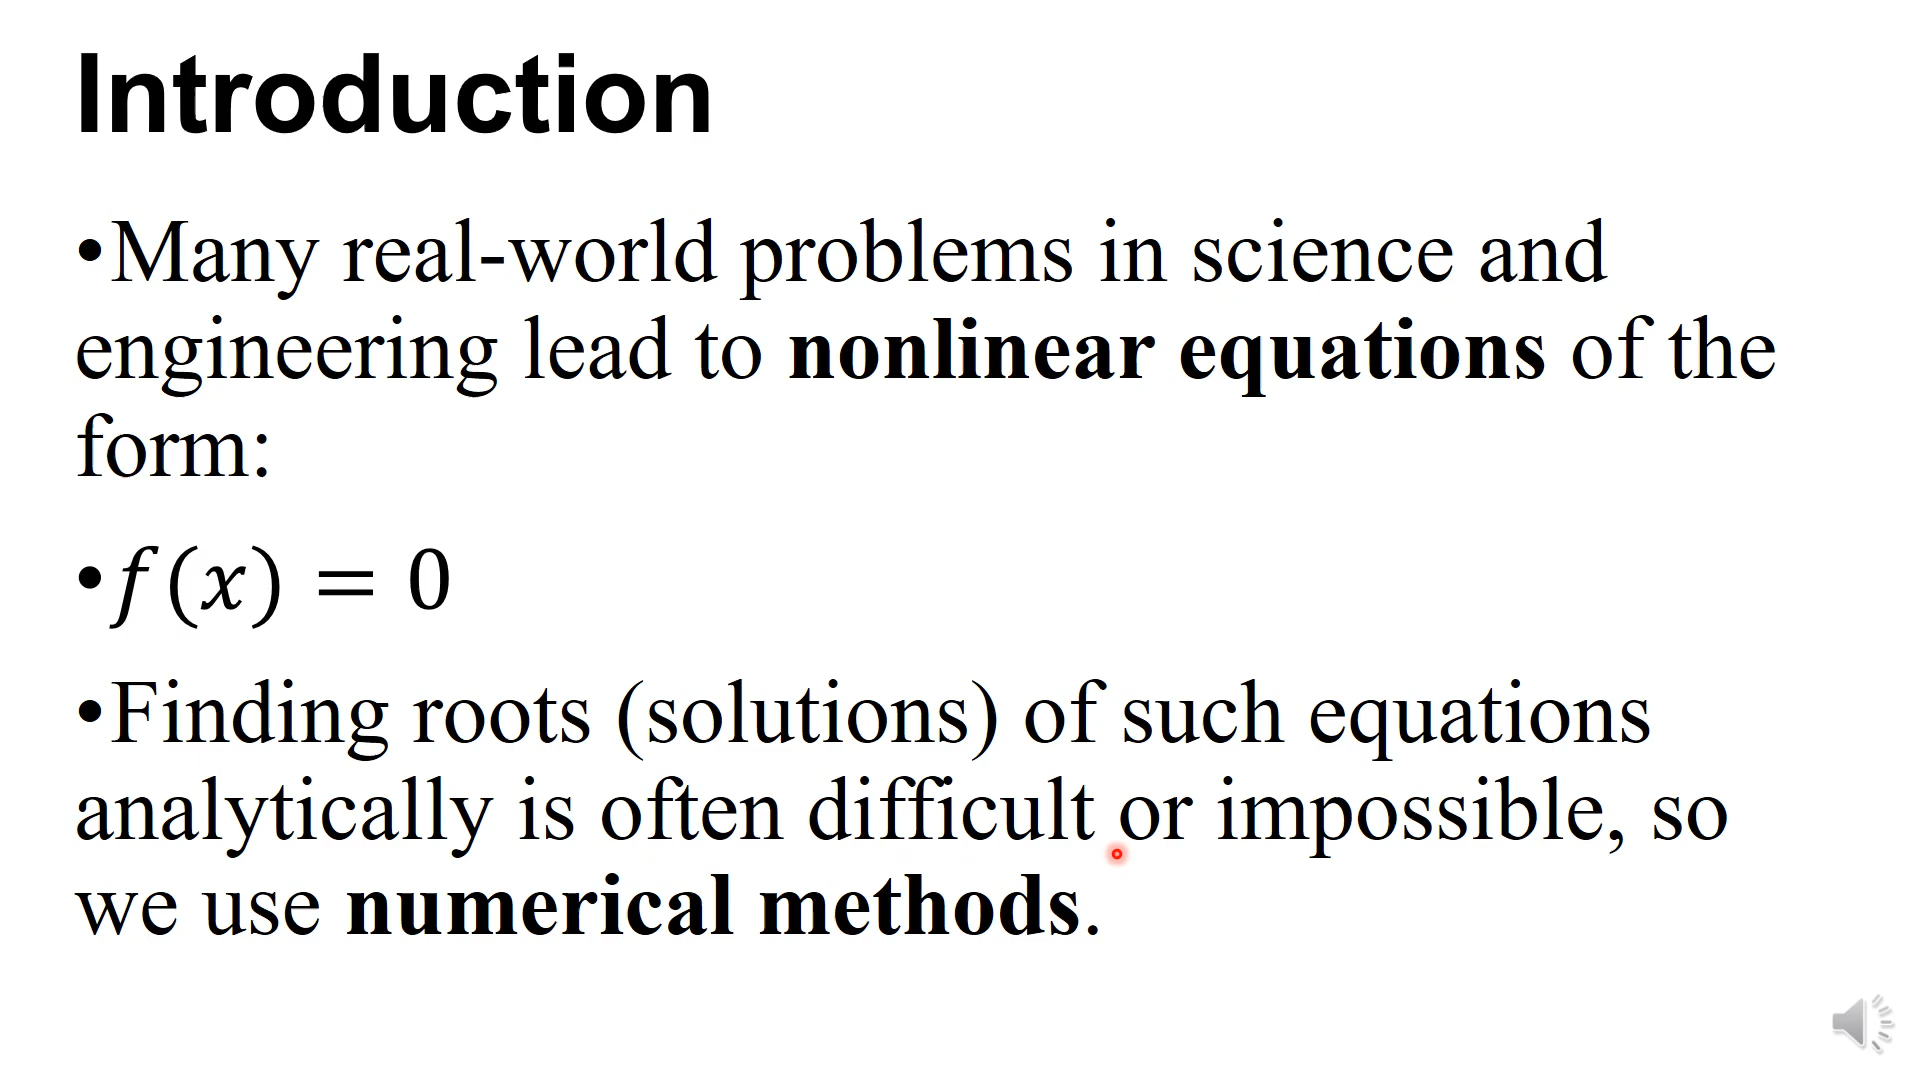 Introduction
•Many real-world problems in science and
engineering lead to nonlinear equations of the
form:
•f(x) = 0
•Finding roots (solutions) of such equations
analytically is often difficult or impossible, so
we use numerical methods.